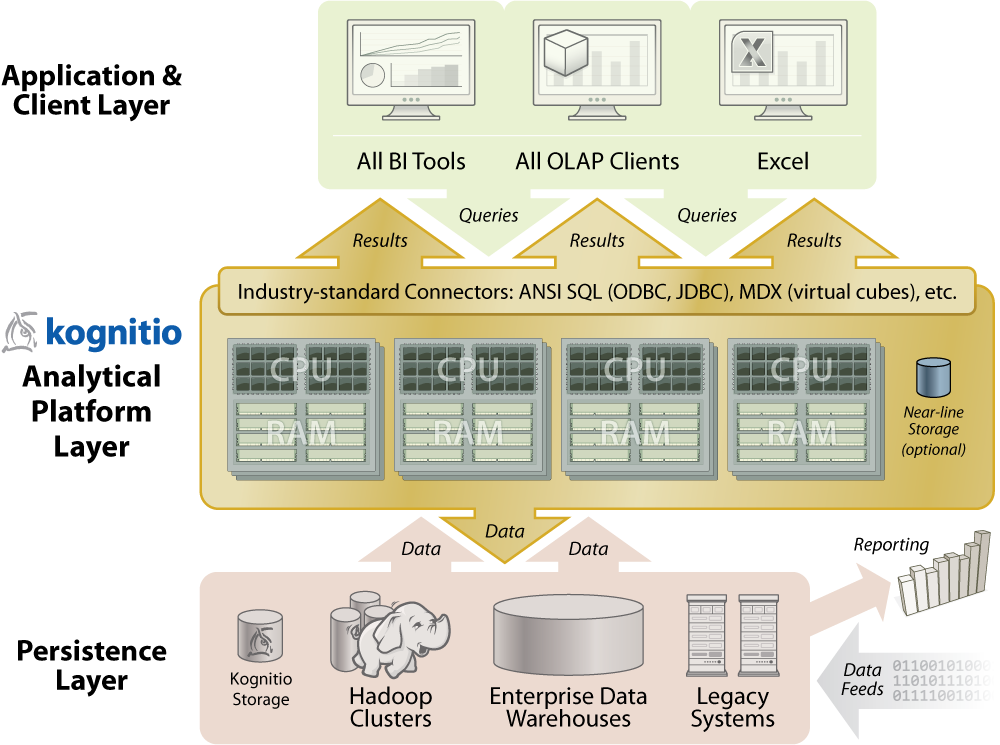 Application &
Client Layer
All BI Tools
All OLAP Clients
Excel
Queries
Queries
Results
Results
Results
Industry-standard Connectors: ANSI SQL (ODBC, JDBC), MDX (virtual cubes), etc.
kognitio
Analytical
Platform
Layer
CPU
CPU
CPU
CPU
RAM
RAM
RAM
RAM
Near-line
Storage
(optional)
Data
Data
Data
Reporting
Persistence
Layer
Kognitio
Storage
Hadoop
Clusters
Enterprise Data
Warehouses
Legacy
Systems
Data
Feeds
01100101000
11010111010
01111001010